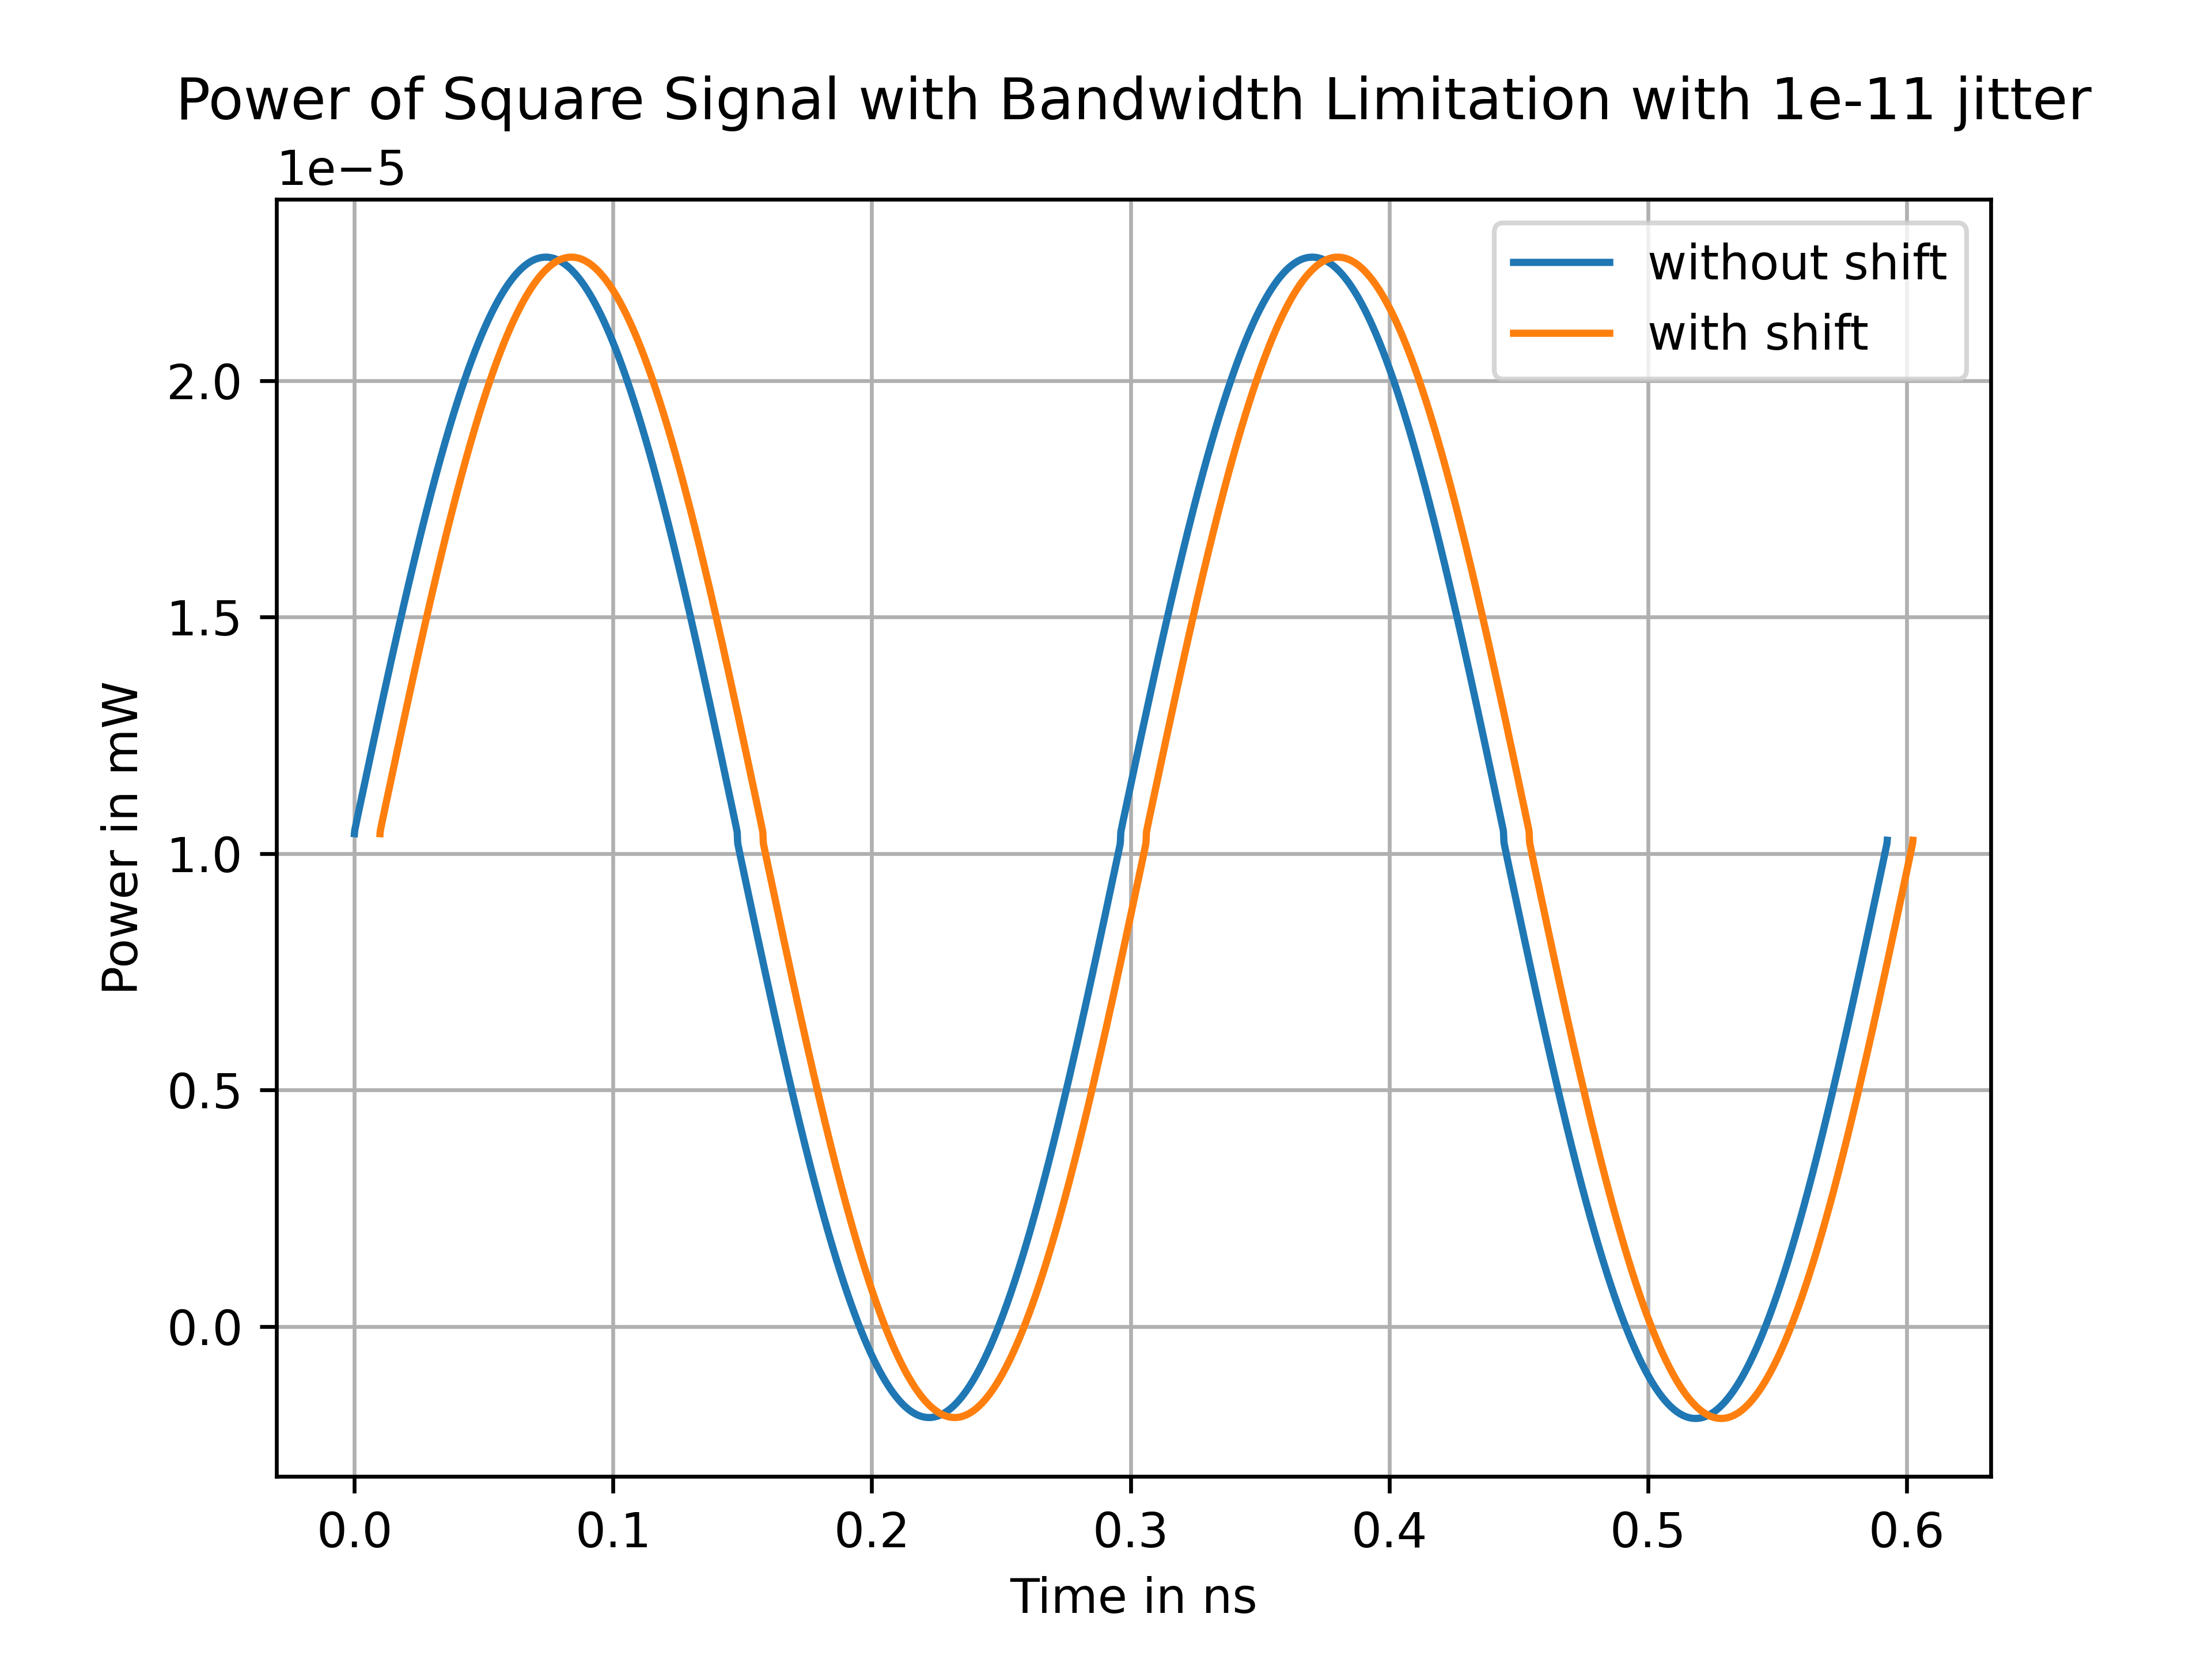 Power of Square Signal with Bandwidth Limitation with 1e-11 jitter
1e−5
without shift
with shift
2.0
1.5
1.0
0.5
0.0
Power in mW
0.0 0.1 0.2 0.3 0.4 0.5 0.6
Time in ns